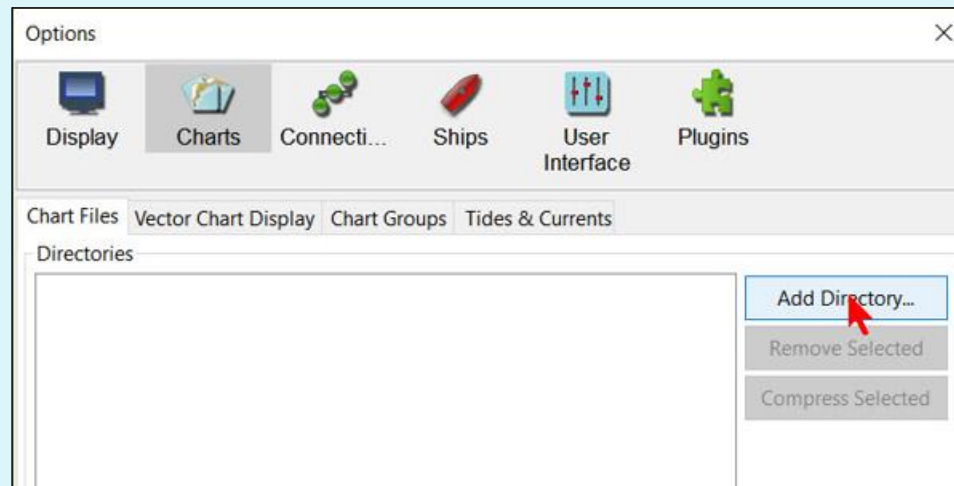 Options
Display Charts Connecti... Ships User Interface Plugins
Chart Files Vector Chart Display Chart Groups Tides & Currents
Directories
Add Directory...
Remove Selected
Compress Selected